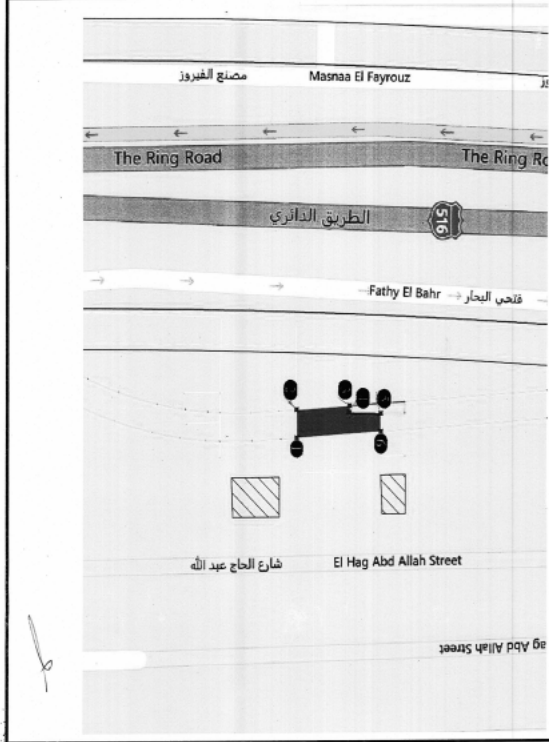 مصنع الفيروز Masnaa El Fayrouz
The Ring Road The Ring Ro
الطريق الدائري 516
Fathy El Bahr فتحي البحار
شارع الحاج عبد الله El Hag Abd Allah Street
ag Abd Allah Street